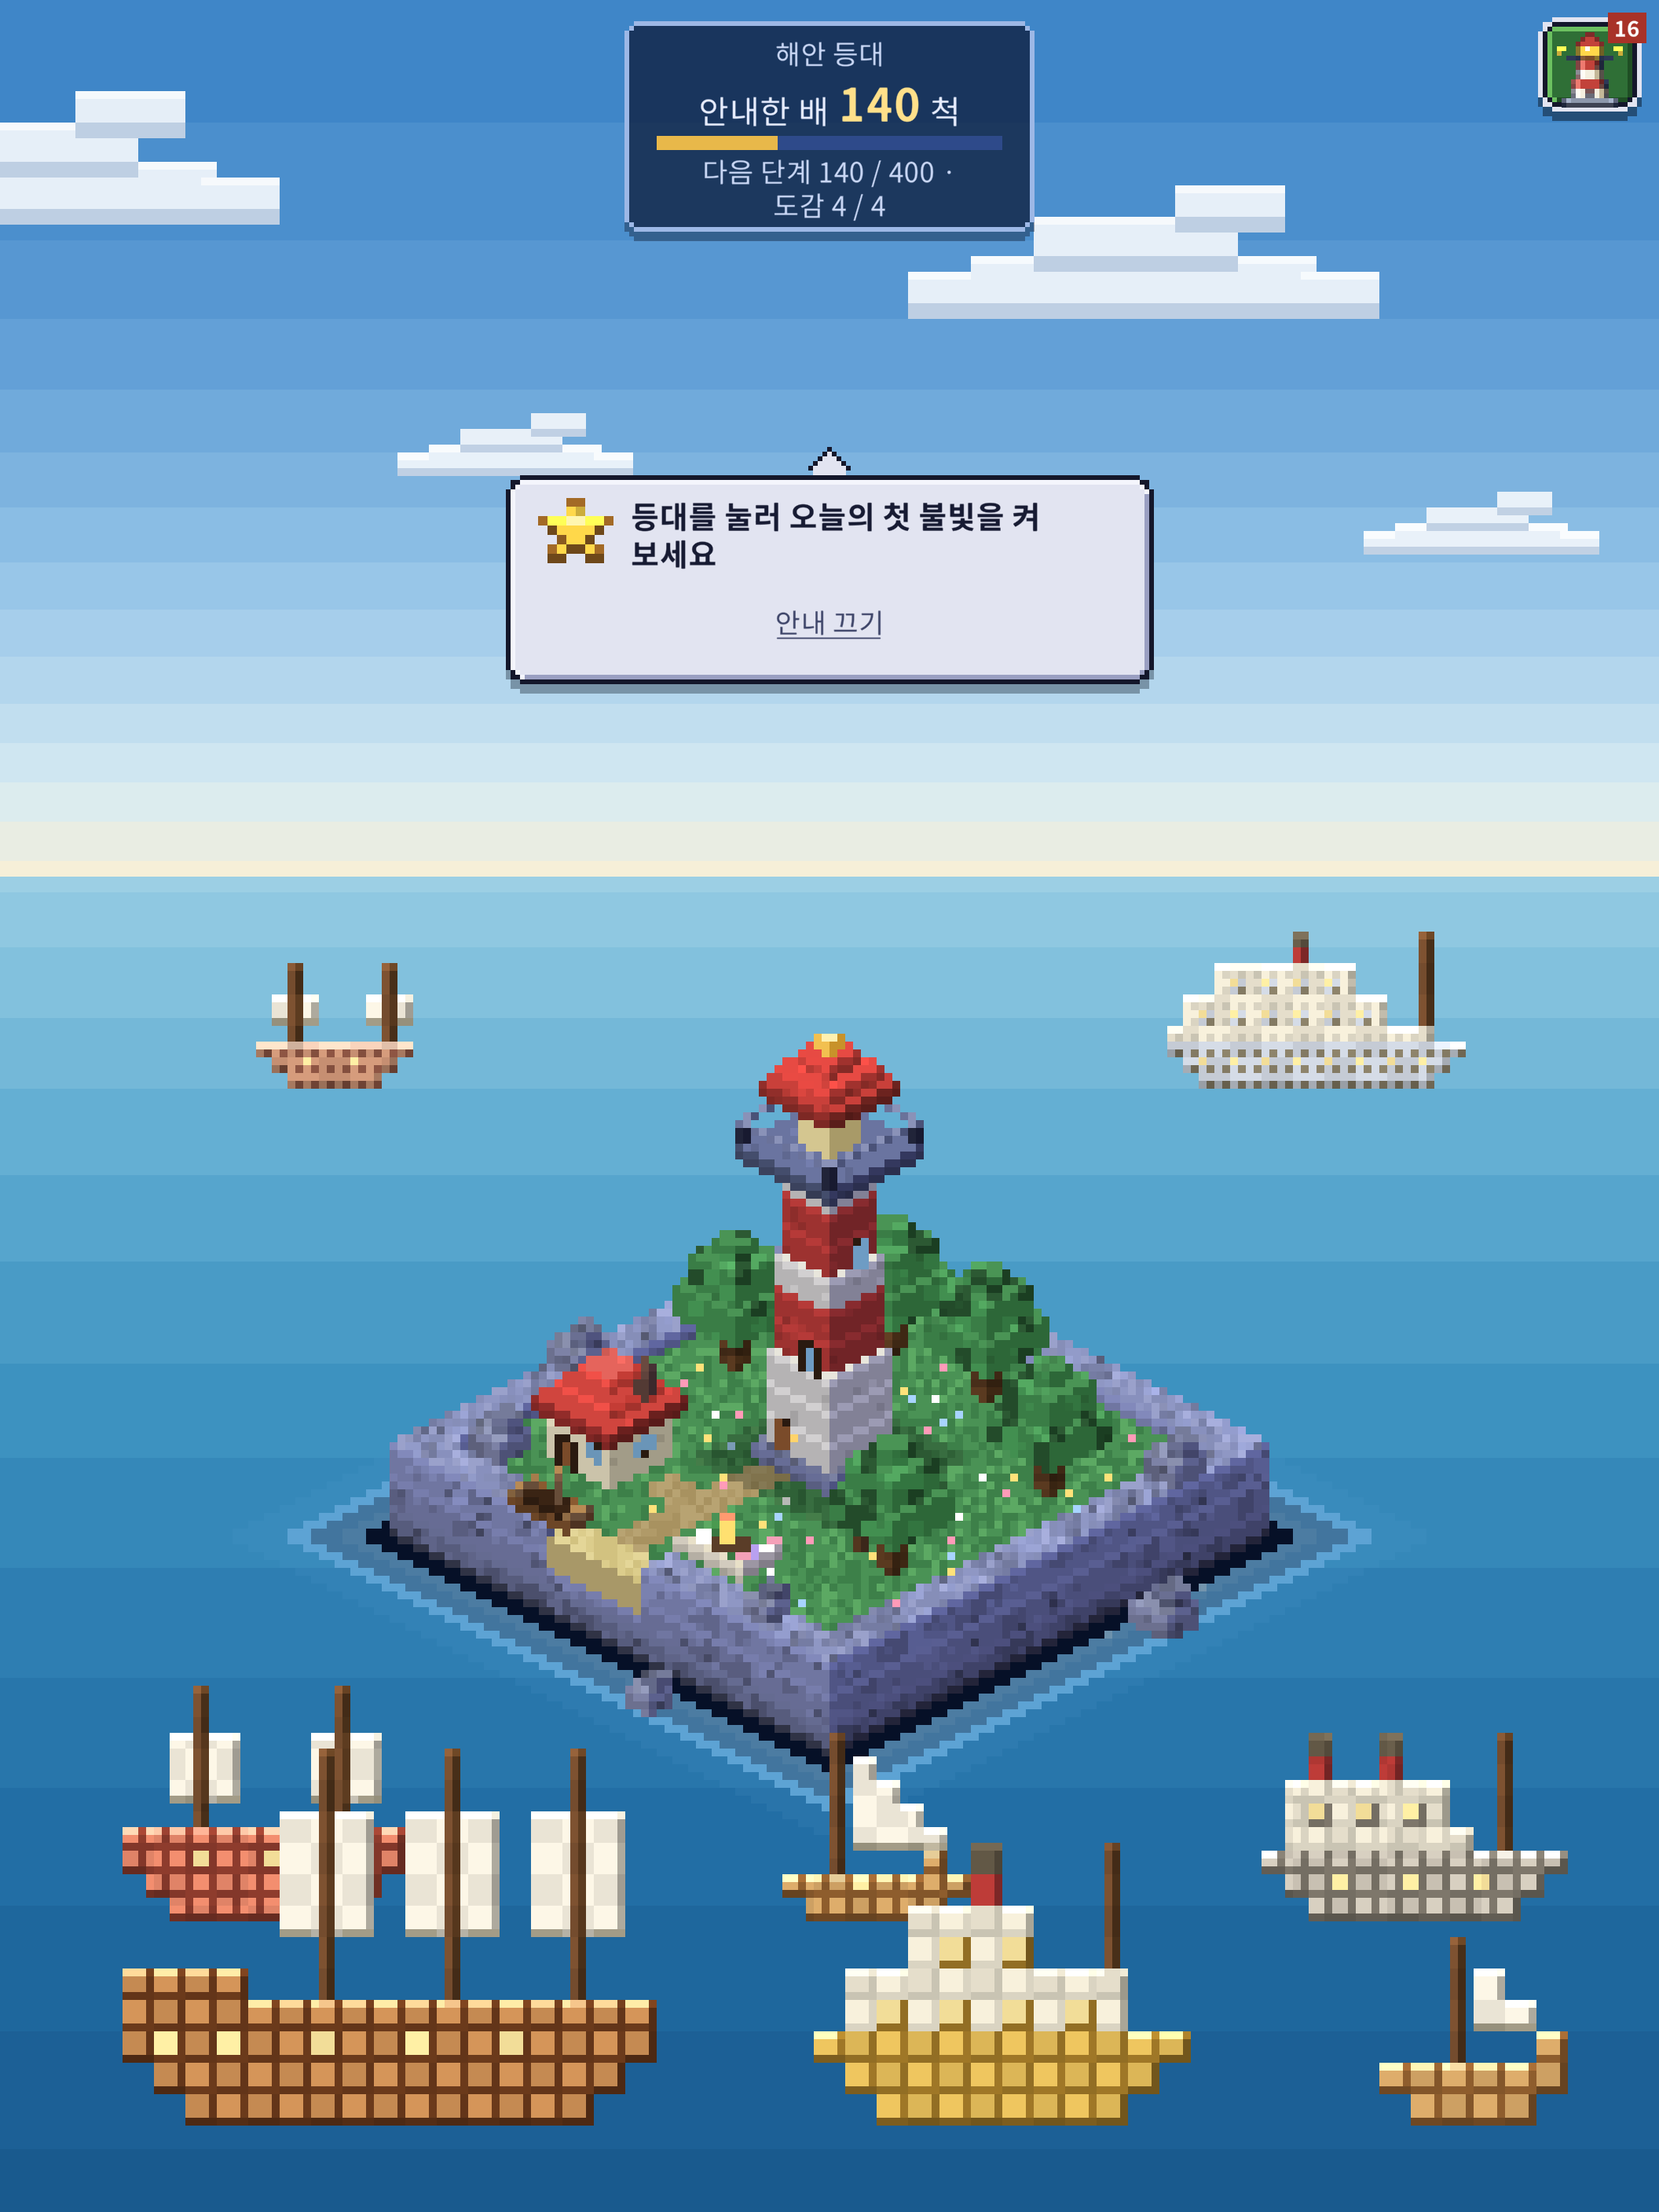 해안 등대
16
안내한 배 140 척
다음 단계 140 / 400 ·
도감 4 / 4
등대를 눌러 오늘의 첫 불빛을 켜
보세요
안내 끄기